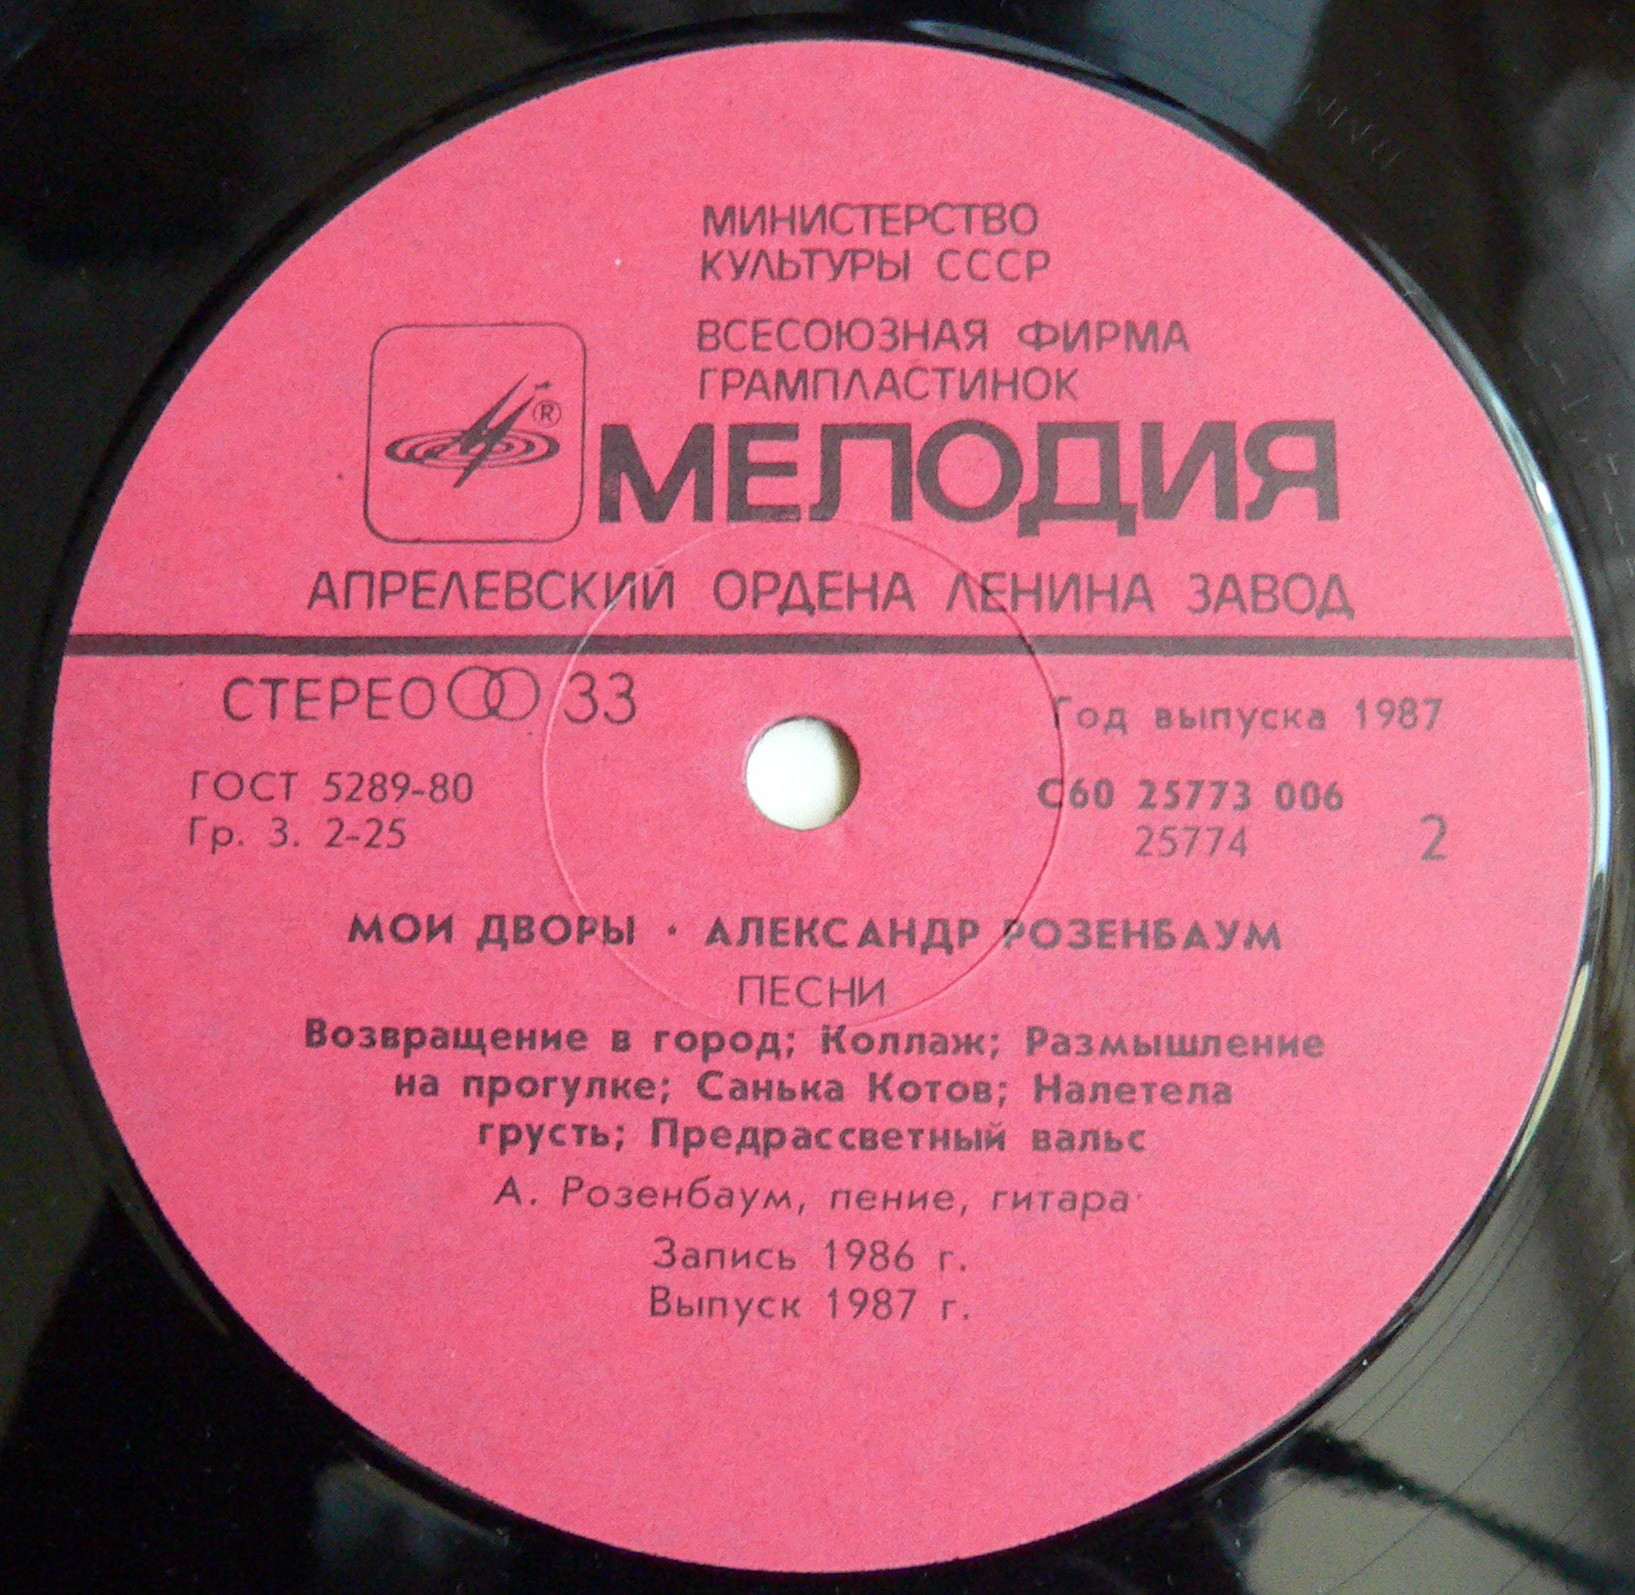 МИНИСТЕРСТВО
КУЛЬТУРЫ СССР
ВСЕСОЮЗНАЯ ФИРМА
ГРАМПЛАСТИНОК
®
МЕЛОДИЯ
АПРЕЛЕВСКИЙ ОРДЕНА ЛЕНИНА ЗАВОД
СТЕРЕО 33
Год выпуска 1987
ГОСТ 5289-80
С60 25773 006
Гр. 3. 2-25
25774
2
МОИ ДВОРЫ · АЛЕКСАНДР РОЗЕНБАУМ
ПЕСНИ
Возвращение в город; Коллаж; Размышление
на прогулке; Санька Котов; Налетела
грусть; Предрассветный вальс
А. Розенбаум, пение, гитара
Запись 1986 г.
Выпуск 1987 г.